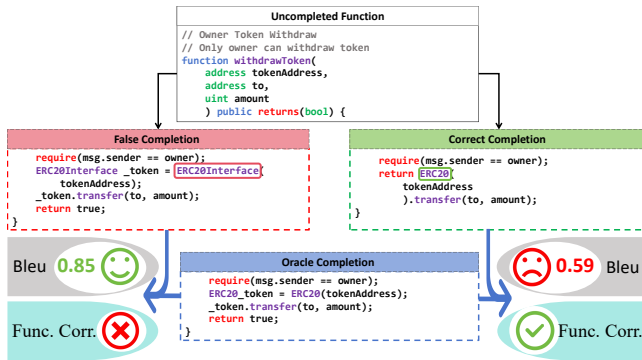 Uncompleted Function
// Owner Token Withdraw
// Only owner can withdraw token
function withdrawToken(
address tokenAddress,
address to,
uint amount
) public returns(bool) {
False Completion
require(msg.sender == owner);
ERC20Interface _token = ERC20Interface(
tokenAddress);
_token.transfer(to, amount);
return true;
}
Correct Completion
require(msg.sender == owner);
return ERC20(
tokenAddress
).transfer(to, amount);
}
Bleu 0.85
Oracle Completion
require(msg.sender == owner);
ERC20_token = ERC20(tokenAddress);
_token.transfer(to, amount);
return true;
}
0.59 Bleu
Func. Corr.
Func. Corr.